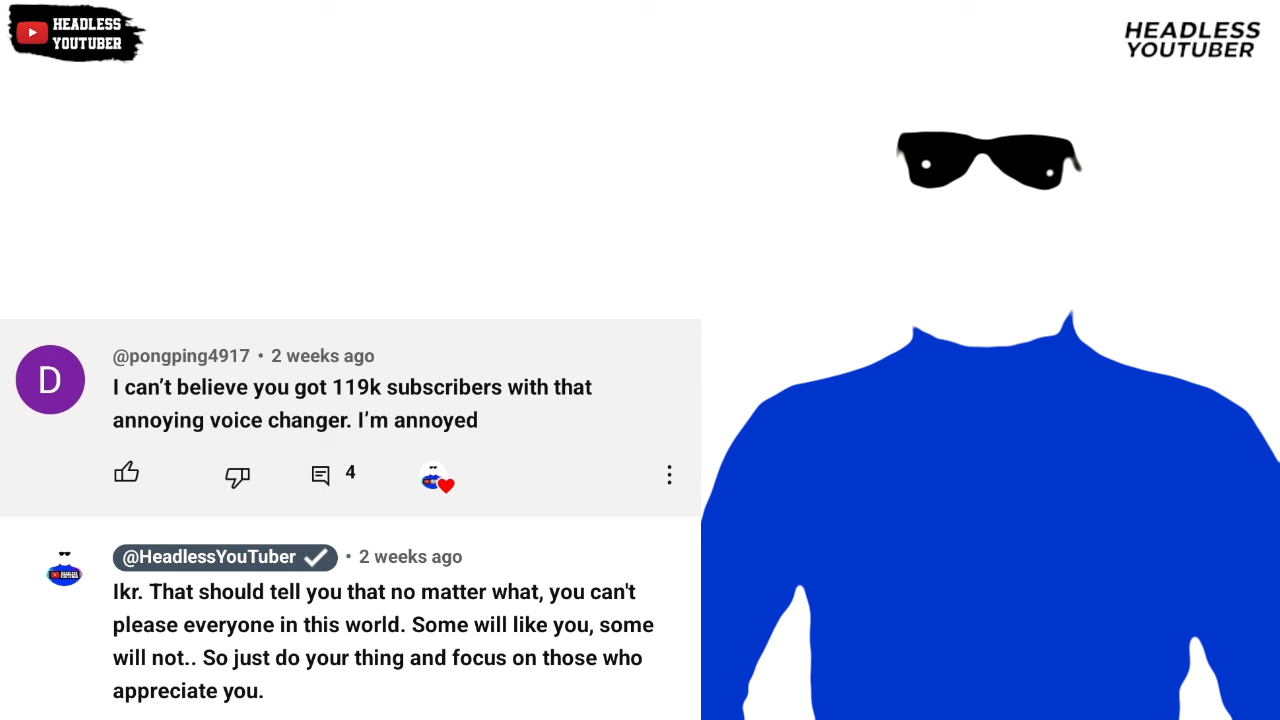 HEADLESS
YOUTUBER
HEADLESS
YOUTUBER
D
@pongping4917 • 2 weeks ago
I can’t believe you got 119k subscribers with that
annoying voice changer. I’m annoyed
4
@HeadlessYouTuber • 2 weeks ago
Ikr. That should tell you that no matter what, you can't
please everyone in this world. Some will like you, some
will not.. So just do your thing and focus on those who
appreciate you.